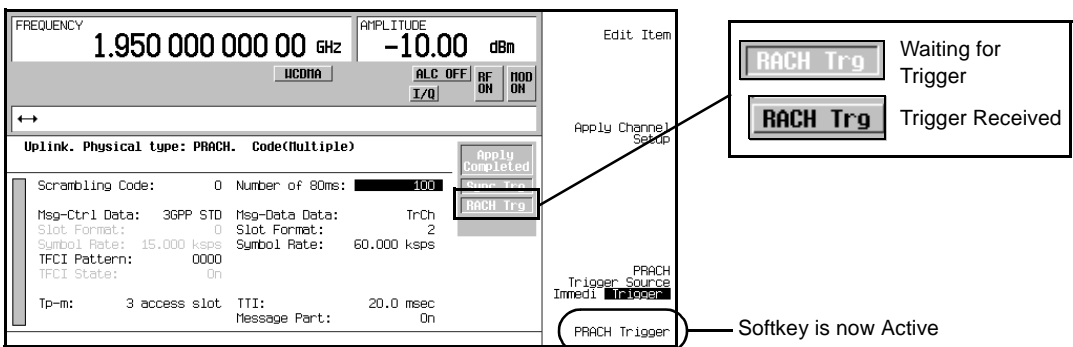 FREQUENCY
1.950 000 000 00 GHz
AMPLITUDE
-10.00 dBm
WCDMA
ALC OFF
I/Q
RF ON
MOD ON
↔
Uplink. Physical type: PRACH. Code(Multiple)
Apply Completed
Sync Trg
RACH Trg
Scrambling Code: 0 Number of 80ms: 100
Msg-Ctrl Data: 3GPP STD Msg-Data Data: TrCh
Slot Format: 0 Slot Format: 2
Symbol Rate: 15.000 ksps Symbol Rate: 60.000 ksps
TFCI Pattern: 0000
TFCI State: On
Tp-m: 3 access slot TTI: 20.0 msec
Message Part: On
Edit Item
Apply Channel
Setup
PRACH
Trigger Source
Immedi Trigger
PRACH Trigger
RACH Trg
Waiting for
Trigger
RACH Trg
Trigger Received
Softkey is now Active